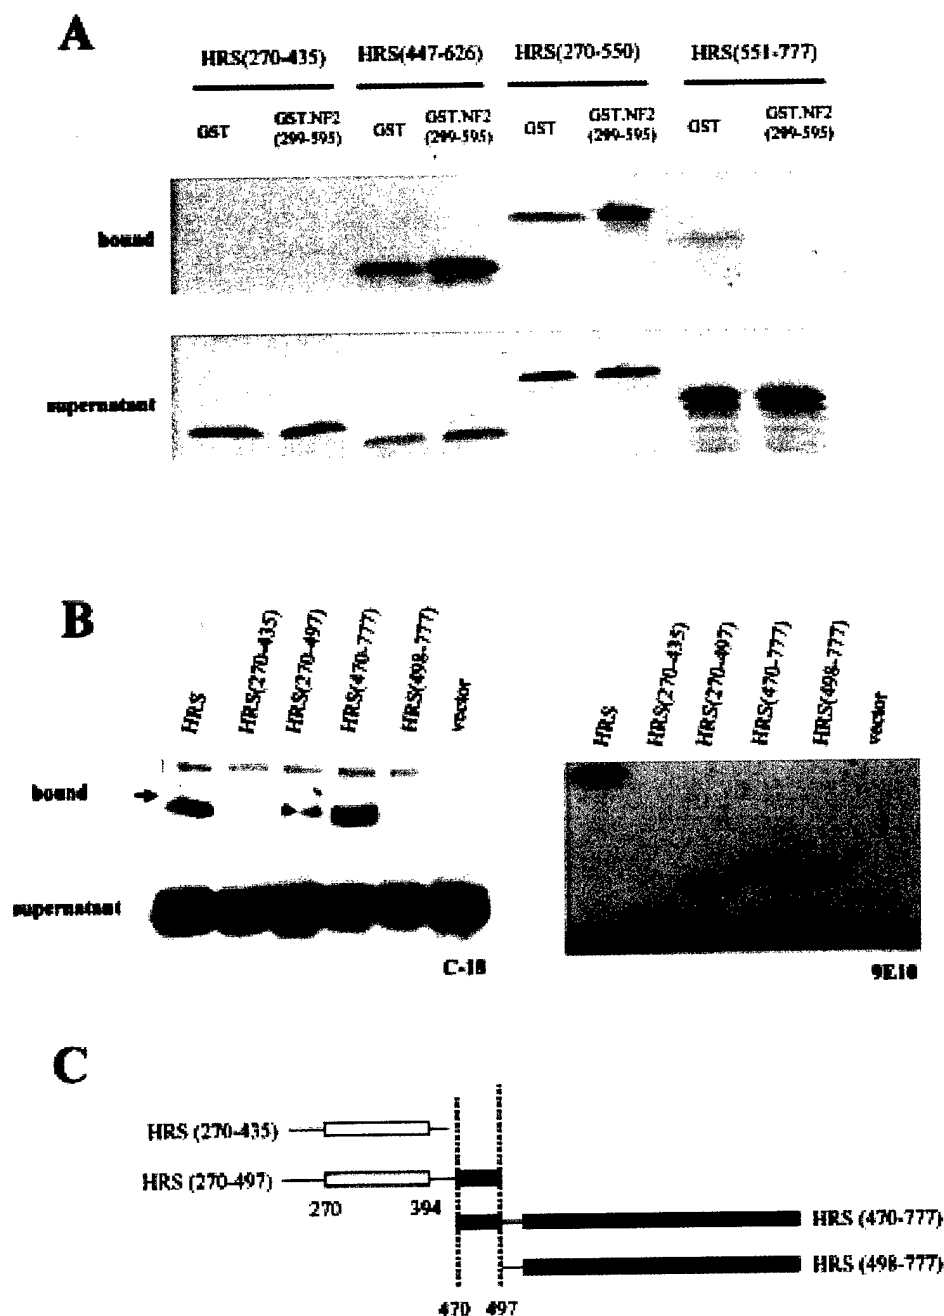 A
HRS(270-435) HRS(447-626) HRS(270-550) HRS(551-777)
GST GST.NF2 (299-595) GST GST.NF2 (299-595) GST GST.NF2 (299-595) GST GST.NF2 (299-595)
bound
supernatant
B
HRS HRS(270-435) HRS(270-497) HRS(470-777) HRS(498-777) vector
HRS HRS(270-435) HRS(270-497) HRS(470-777) HRS(498-777) vector
bound
supernatant
C-18
9E10
C
HRS (270-435)
HRS (270-497)
270 394
HRS (470-777)
HRS (498-777)
470 497